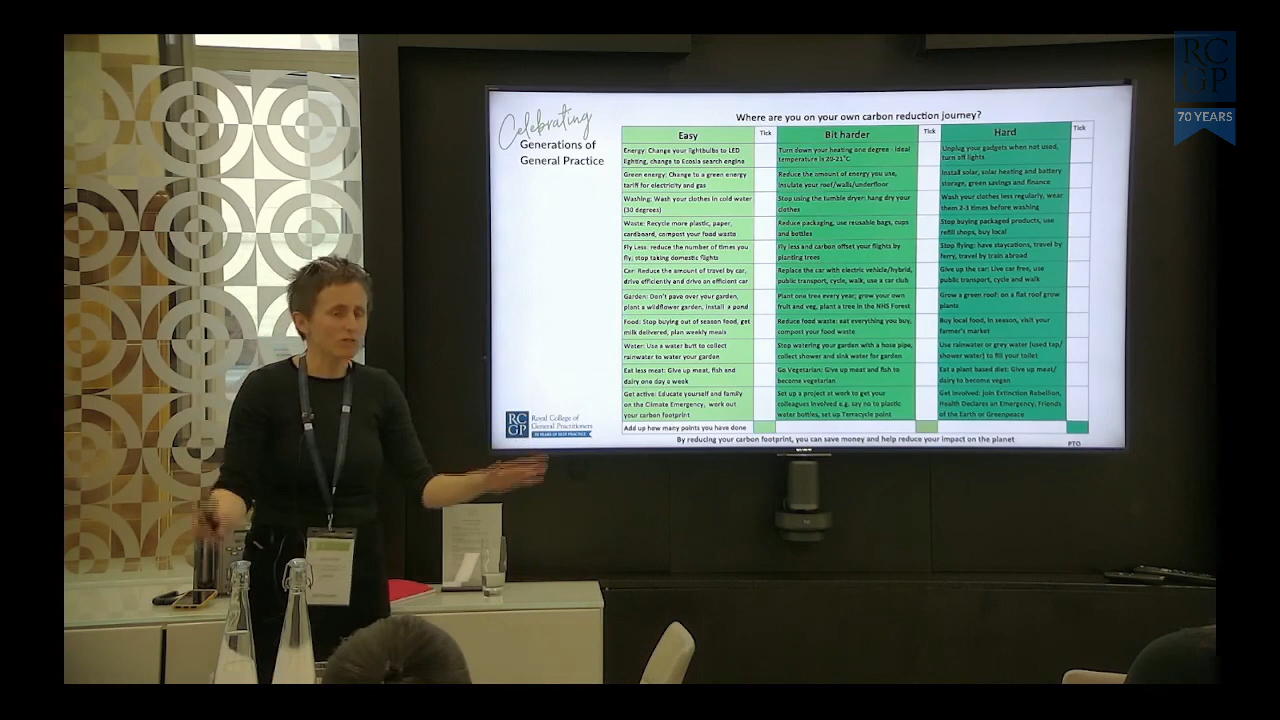 RC
GP
70 YEARS
Celebrating
Generations of
General Practice
Where are you on your own carbon reduction journey?
Easy Tick Bit harder Tick Hard Tick
Energy: Change your lightbulbs to LED
lighting, change to Ecosia search engine
Turn down your heating one degree - ideal
temperature is 20-21°C
Unplug your gadgets when not used,
turn off lights
Green energy: Change to a green energy
tariff for electricity and gas
Reduce the amount of energy you use,
insulate your roof/walls/underfloor
Install solar, solar heating and battery
storage, green savings and finance
Washing: Wash your clothes in cold water
(30 degrees)
Stop using the tumble dryer: hang dry your
clothes
Wash your clothes less regularly, wear
them 2-3 times before washing
Waste: Recycle more plastic, paper,
cardboard, compost your food waste
Reduce packaging, use reusable bags, cups
and bottles
Stop buying packaged products, use
refill shops, buy local
Fly Less: reduce the number of times you
fly; stop taking domestic flights
Fly less and carbon offset your flights by
planting trees
Stop flying: have staycations, travel by
ferry, travel by train abroad
Car: Reduce the amount of travel by car,
drive efficiently and drive an efficient car
Replace the car with electric vehicle/hybrid,
public transport, cycle, walk, use a car club
Give up the car: Live car free, use
public transport, cycle and walk
Garden: Don't pave over your garden,
plant a wildflower garden, install a pond
Plant one tree every year; grow your own
fruit and veg, plant a tree in the NHS Forest
Grow a green roof: on a flat roof grow
plants
Food: Stop buying out of season food, get
milk delivered, plan weekly meals
Reduce food waste: eat everything you buy,
compost your food waste
Buy local food, in season, visit your
farmer's market
Water: Use a water butt to collect
rainwater to water your garden
Stop watering your garden with a hose pipe,
collect shower and sink water for garden
Use rainwater or grey water (used tap/
shower water) to fill your toilet
Eat less meat: Give up meat, fish and
dairy one day a week
Go Vegetarian: Give up meat and fish to
become vegetarian
Eat a plant based diet: Give up meat/
dairy to become vegan
Get active: Educate yourself and family
on the Climate Emergency, work out
your carbon footprint
Set up a project at work to get your
colleagues involved e.g. say no to plastic
water bottles, set up Terracycle point
Get Involved: join Extinction Rebellion,
Health Declares an Emergency, Friends
of the Earth or Greenpeace
Add up how many points you have done
By reducing your carbon footprint, you can save money and help reduce your impact on the planet
PTO
RC
GP
Royal College of
General Practitioners